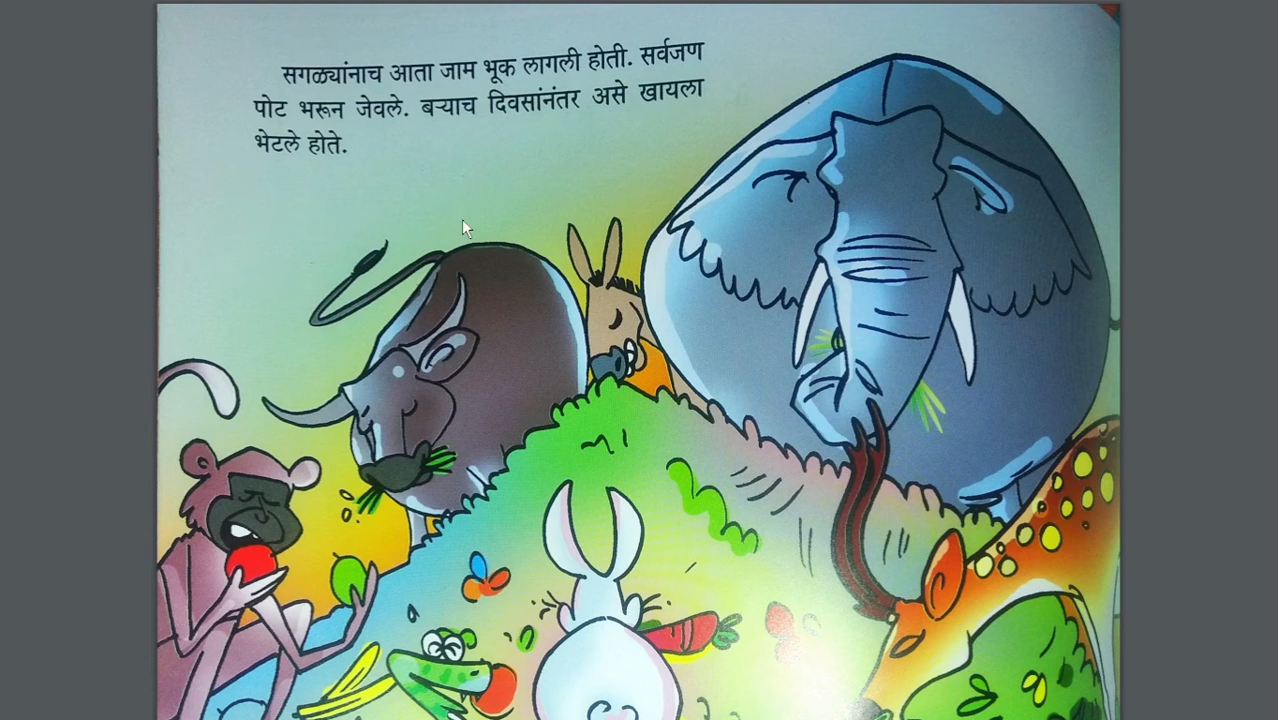 सगळ्यांनाच आता जाम भूक लागली होती. सर्वजण
पोट भरून जेवले. बऱ्याच दिवसांनंतर असे खायला
भेटले होते.